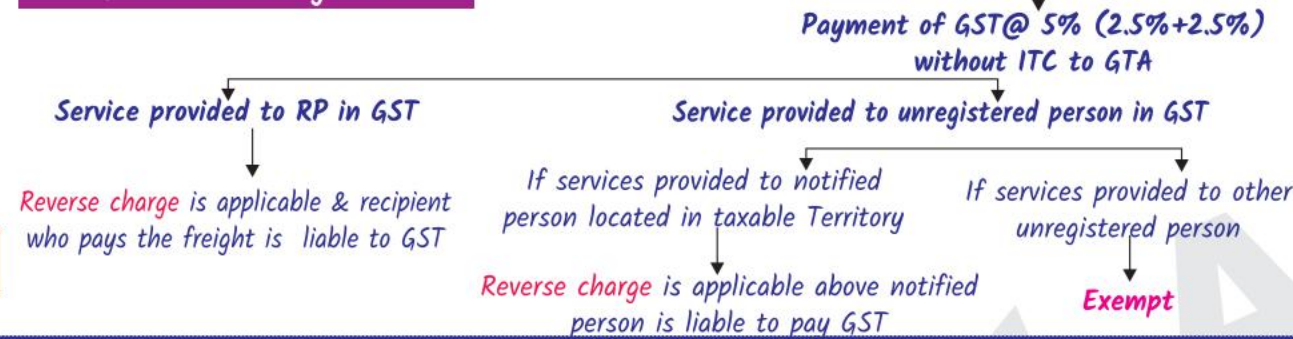 Payment of GST@ 5% (2.5%+2.5%)
without ITC to GTA
Service provided to RP in GST
Service provided to unregistered person in GST
Reverse charge is applicable & recipient
who pays the freight is liable to GST
If services provided to notified
person located in taxable Territory
Reverse charge is applicable above notified
person is liable to pay GST
If services provided to other
unregistered person
Exempt